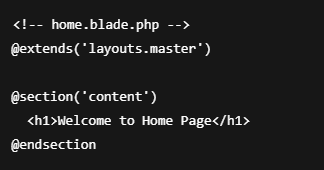 <!-- home.blade.php -->
@extends('layouts.master')

@section('content')
  <h1>Welcome to Home Page</h1>
@endsection